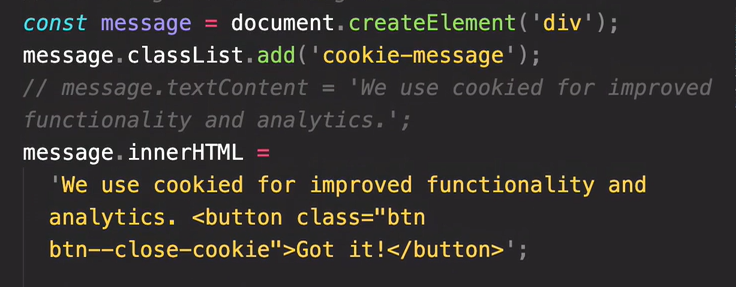 const message = document.createElement('div');
message.classList.add('cookie-message');
// message.textContent = 'We use cookied for improved
functionality and analytics.';
message.innerHTML =
'We use cookied for improved functionality and
analytics. <button class="btn
btn--close-cookie">Got it!</button>';